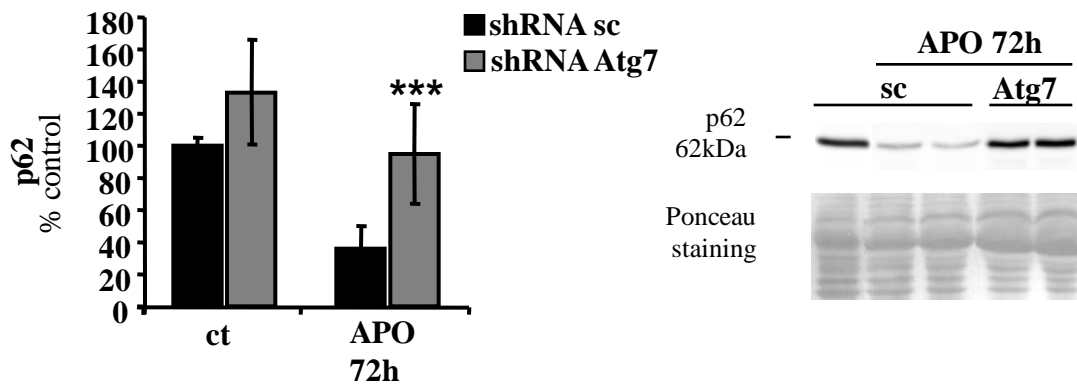 180
160
140
120
100
80
60
40
20
0
p62
% control
ct
APO
72h
***
shRNA sc
shRNA Atg7
APO 72h
sc
Atg7
p62
62kDa
Ponceau
staining